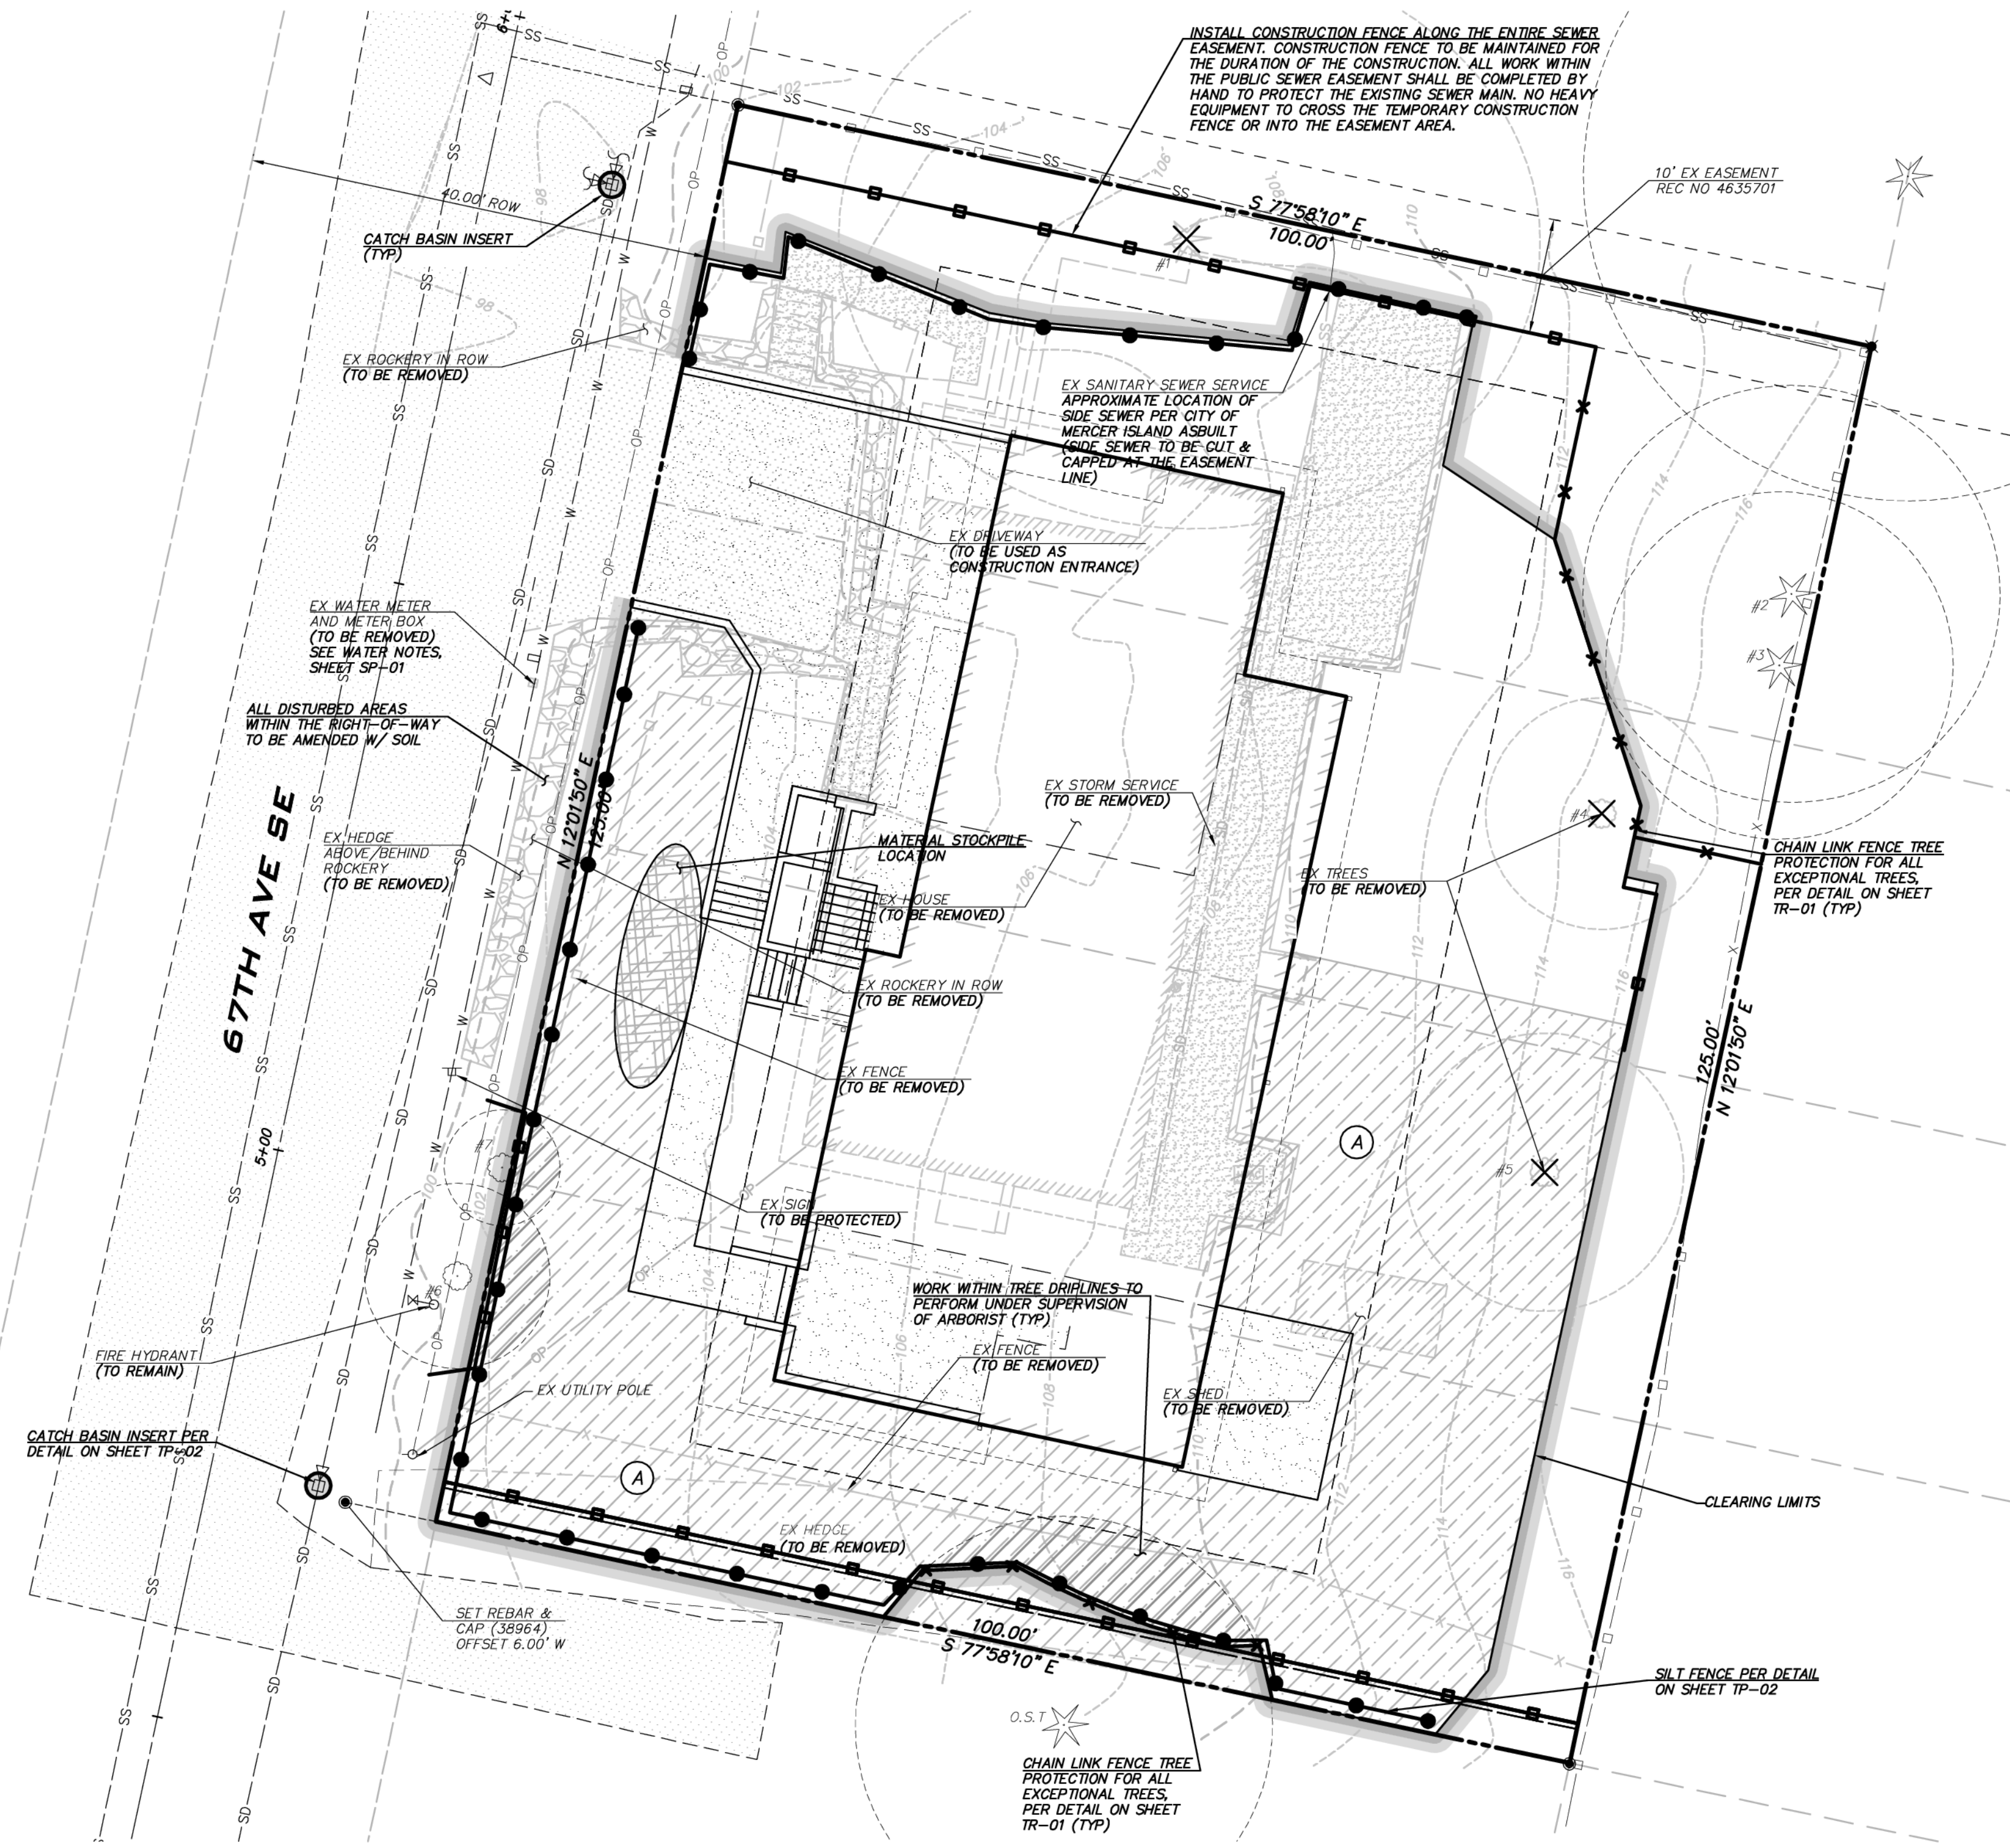 INSTALL CONSTRUCTION FENCE ALONG THE ENTIRE SEWER
EASEMENT. CONSTRUCTION FENCE TO BE MAINTAINED FOR
THE DURATION OF THE CONSTRUCTION. ALL WORK WITHIN
THE PUBLIC SEWER EASEMENT SHALL BE COMPLETED BY
HAND TO PROTECT THE EXISTING SEWER MAIN. NO HEAVY
EQUIPMENT TO CROSS THE TEMPORARY CONSTRUCTION
FENCE OR INTO THE EASEMENT AREA.
10' EX EASEMENT
REC NO 4635701
40.00' ROW
CATCH BASIN INSERT
(TYP)
S 77°58'10" E
100.00'
#1
EX ROCKERY IN ROW
(TO BE REMOVED)
EX SANITARY SEWER SERVICE
APPROXIMATE LOCATION OF
SIDE SEWER PER CITY OF
MERCER ISLAND ASBUILT
(SIDE SEWER TO BE CUT &
CAPPED AT THE EASEMENT
LINE)
EX DRIVEWAY
(TO BE USED AS
CONSTRUCTION ENTRANCE)
EX WATER METER
AND METER BOX
(TO BE REMOVED)
SEE WATER NOTES,
SHEET SP-01
#2
#3
ALL DISTURBED AREAS
WITHIN THE RIGHT-OF-WAY
TO BE AMENDED W/ SOIL
N 12°01'50" E
125.00'
67TH AVE SE
EX STORM SERVICE
(TO BE REMOVED)
#4
EX HEDGE
ABOVE/BEHIND
ROCKERY
(TO BE REMOVED)
MATERIAL STOCKPILE
LOCATION
EX HOUSE
(TO BE REMOVED)
EX TREES
(TO BE REMOVED)
CHAIN LINK FENCE TREE
PROTECTION FOR ALL
EXCEPTIONAL TREES,
PER DETAIL ON SHEET
TR-01 (TYP)
EX ROCKERY IN ROW
(TO BE REMOVED)
125.00'
N 12°01'50" E
EX FENCE
(TO BE REMOVED)
5+00
#7
A
#5
EX SIGN
(TO BE PROTECTED)
#6
WORK WITHIN TREE DRIPLINES TO
PERFORM UNDER SUPERVISION
OF ARBORIST (TYP)
FIRE HYDRANT
(TO REMAIN)
EX FENCE
(TO BE REMOVED)
EX UTILITY POLE
EX SHED
(TO BE REMOVED)
CATCH BASIN INSERT PER
DETAIL ON SHEET TP-02
A
CLEARING LIMITS
EX HEDGE
(TO BE REMOVED)
SET REBAR &
CAP (38964)
OFFSET 6.00' W
100.00'
S 77°58'10" E
SILT FENCE PER DETAIL
ON SHEET TP-02
O.S.T
CHAIN LINK FENCE TREE
PROTECTION FOR ALL
EXCEPTIONAL TREES,
PER DETAIL ON SHEET
TR-01 (TYP)